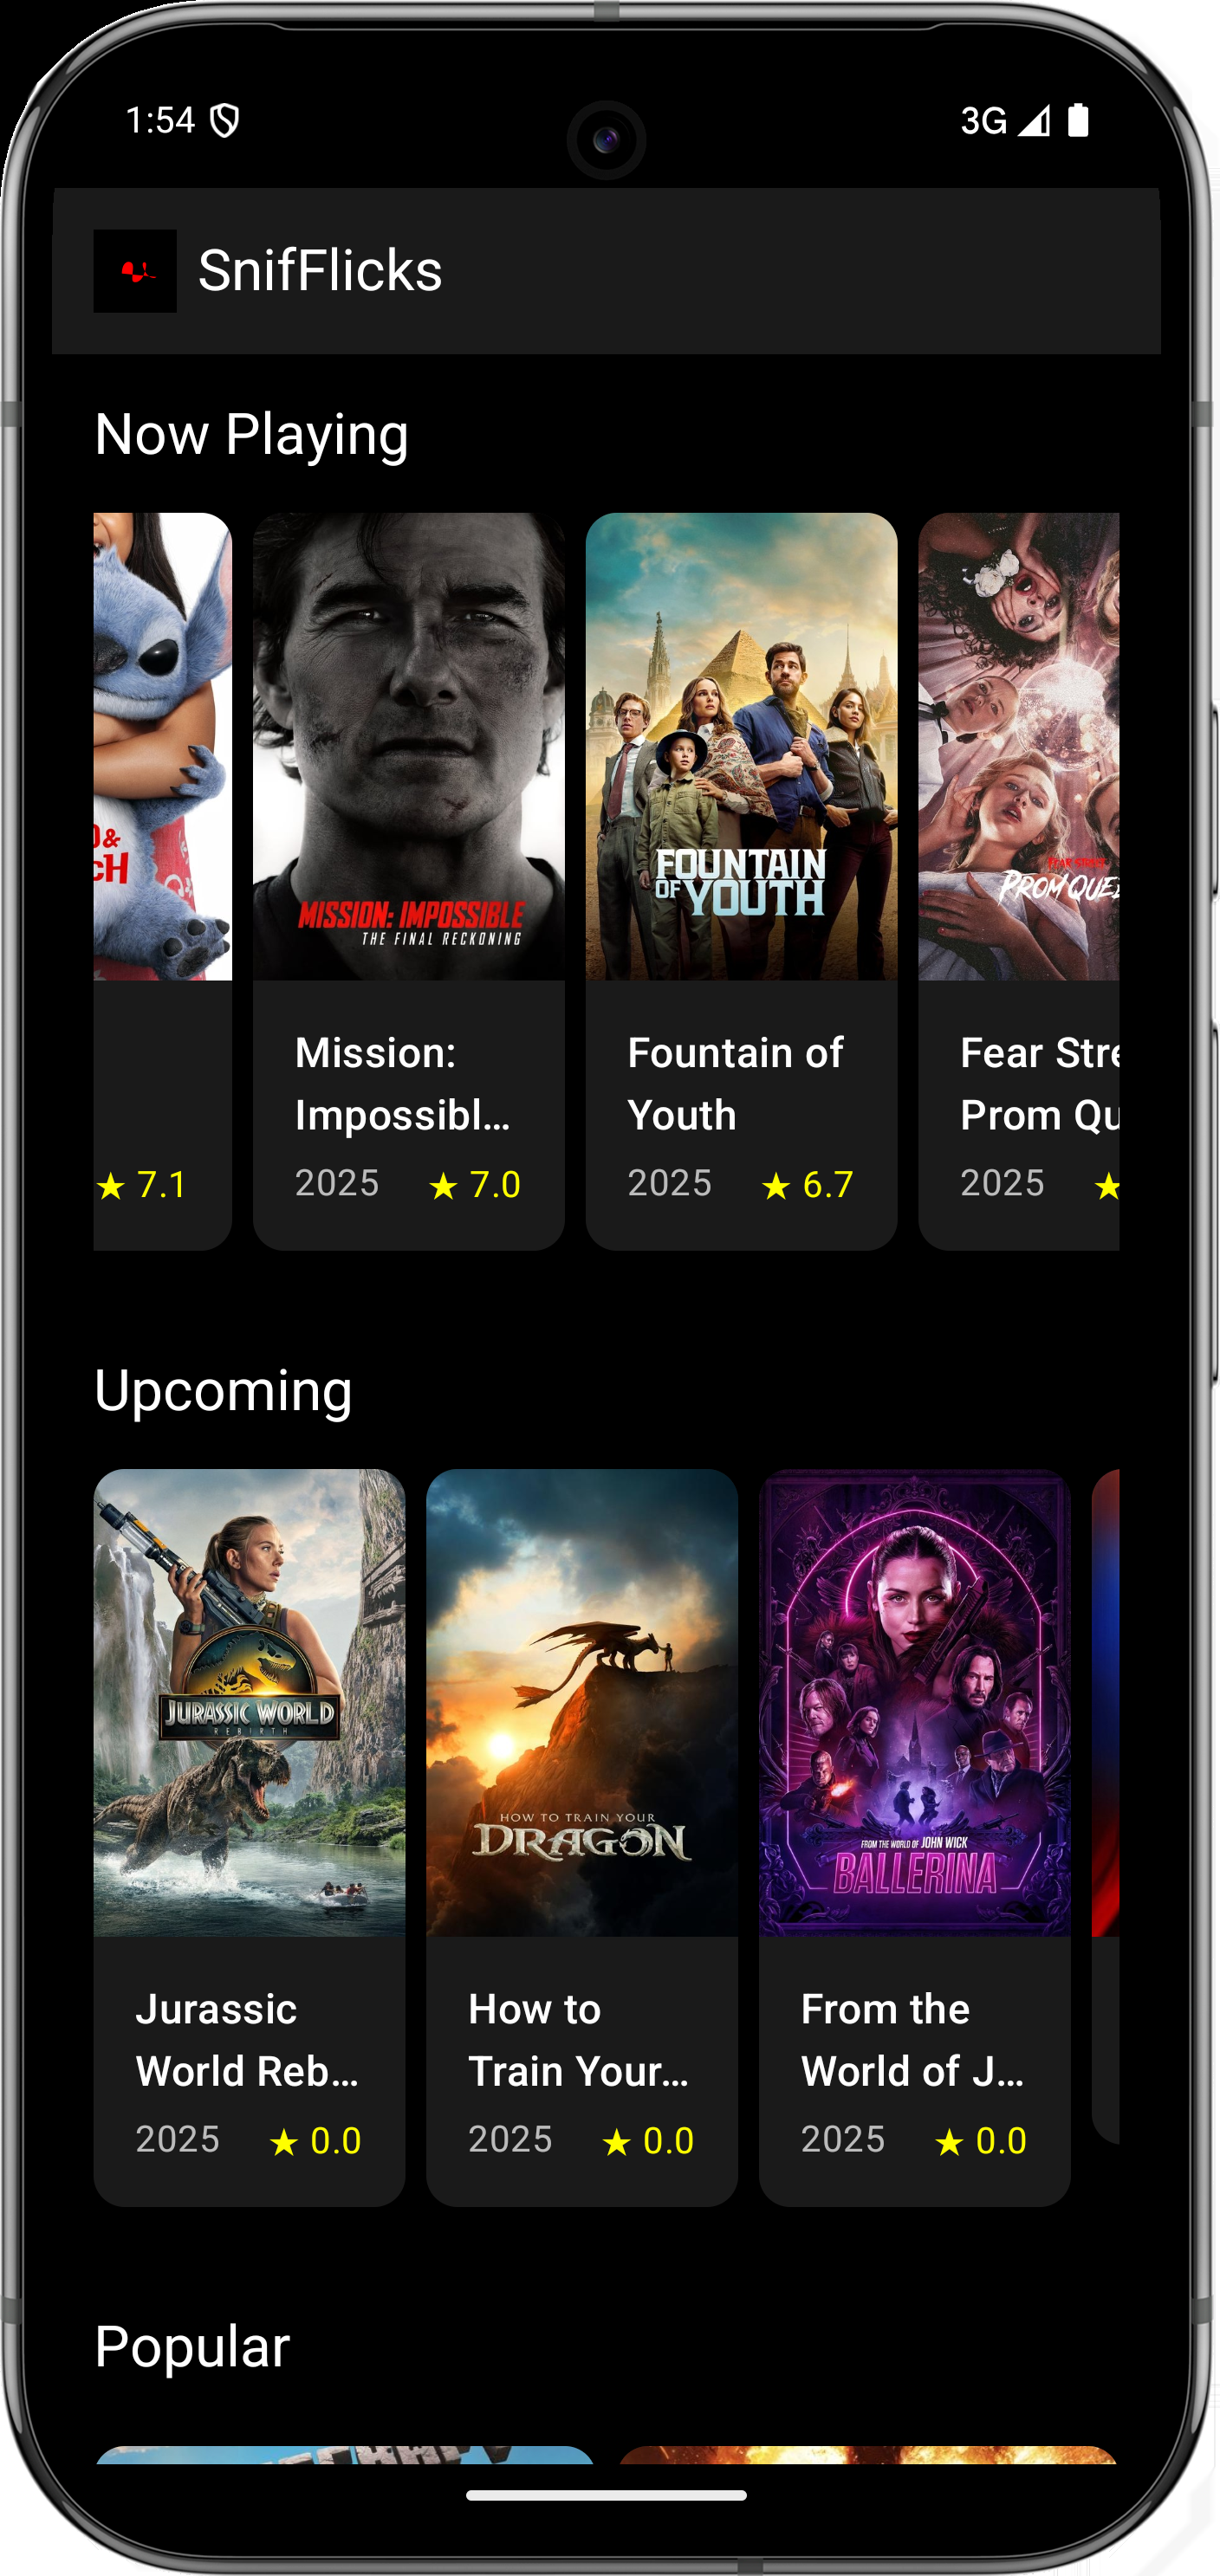 1:54
3G
SnifFlicks
Now Playing
&
CH
MISSION: IMPOSSIBLE
THE FINAL RECKONING
FOUNTAIN
OF YOUTH
FEAR STREET
PROM QUE
Mission:
Impossibl...
Fountain of
Youth
Fear Stre
Prom Qu
★ 7.1
2025 ★ 7.0
2025 ★ 6.7
2025 ★
Upcoming
JURASSIC WORLD
REBIRTH
HOW TO TRAIN YOUR
DRAGON
FROM THE WORLD OF JOHN WICK
BALLERINA
Jurassic
World Reb...
How to
Train Your...
From the
World of J...
2025 ★ 0.0
2025 ★ 0.0
2025 ★ 0.0
Popular